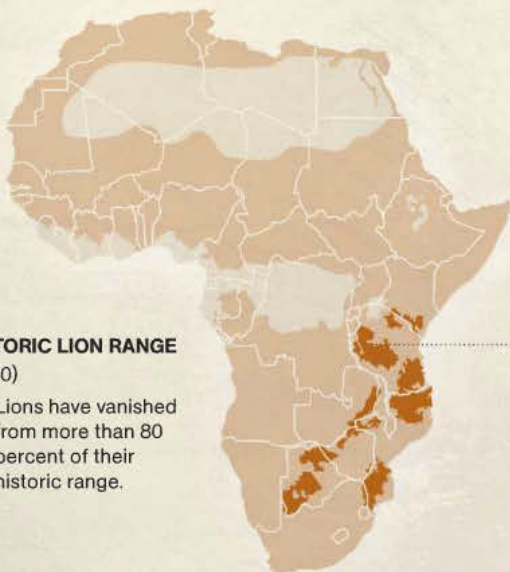 TORIC LION RANGE
0)
Lions have vanished
from more than 80
percent of their
historic range.